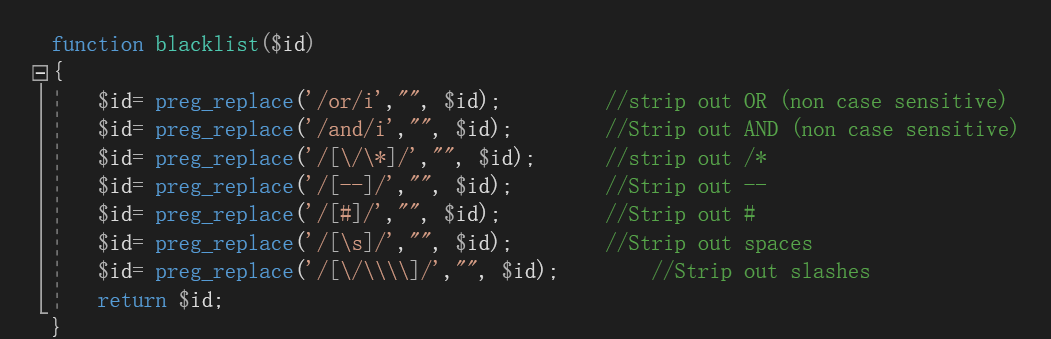 function blacklist($id)
{
$id= preg_replace('/or/i',"", $id); //strip out OR (non case sensitive)
$id= preg_replace('/and/i',"", $id); //Strip out AND (non case sensitive)
$id= preg_replace('/[\/\*]/',"", $id); //strip out /*
$id= preg_replace('/[--]/',"", $id); //Strip out --
$id= preg_replace('/[#]/',"", $id); //Strip out #
$id= preg_replace('/[\s]/',"", $id); //Strip out spaces
$id= preg_replace('/[\/\\\\]/',"", $id); //Strip out slashes
return $id;
}